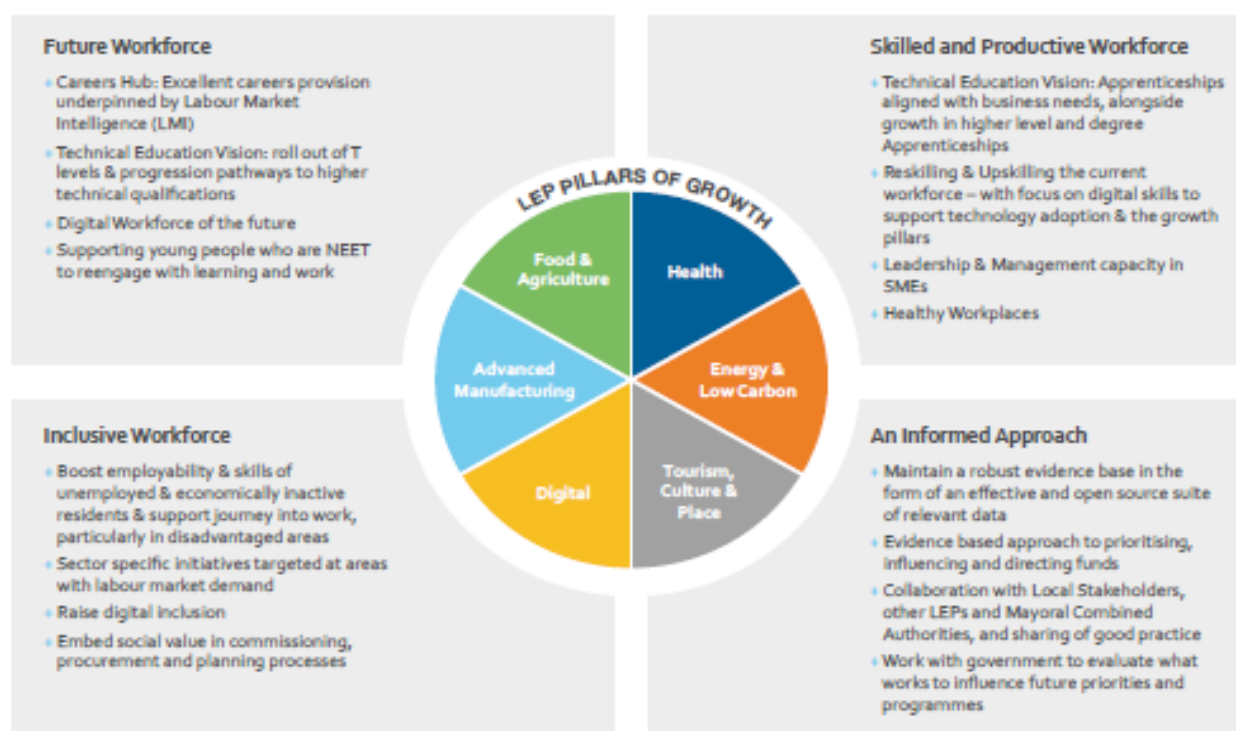 Future Workforce
+ Careers Hub: Excellent careers provision
underpinned by Labour Market
Intelligence (LMI)
+ Technical Education Vision: roll out of T
levels & progression pathways to higher
technical qualifications
+ Digital Workforce of the future
+ Supporting young people who are NEET
to reengage with learning and work
Skilled and Productive Workforce
+ Technical Education Vision: Apprenticeships
aligned with business needs, alongside
growth in higher level and degree
Apprenticeships
+ Reskilling & Upskilling the current
workforce – with focus on digital skills to
support technology adoption & the growth
pillars
+ Leadership & Management capacity in
SMEs
+ Healthy Workplaces
LEP PILLARS OF GROWTH
Food &
Agriculture
Health
Advanced
Manufacturing
Energy &
Low Carbon
Digital
Tourism,
Culture &
Place
Inclusive Workforce
+ Boost employability & skills of
unemployed & economically inactive
residents & support journey into work,
particularly in disadvantaged areas
+ Sector specific initiatives targeted at areas
with labour market demand
+ Raise digital inclusion
+ Embed social value in commissioning,
procurement and planning processes
An Informed Approach
+ Maintain a robust evidence base in the
form of an effective and open source suite
of relevant data
+ Evidence based approach to prioritising,
influencing and directing funds
+ Collaboration with Local Stakeholders,
other LEPs and Mayoral Combined
Authorities, and sharing of good practice
+ Work with government to evaluate what
works to influence future priorities and
programmes